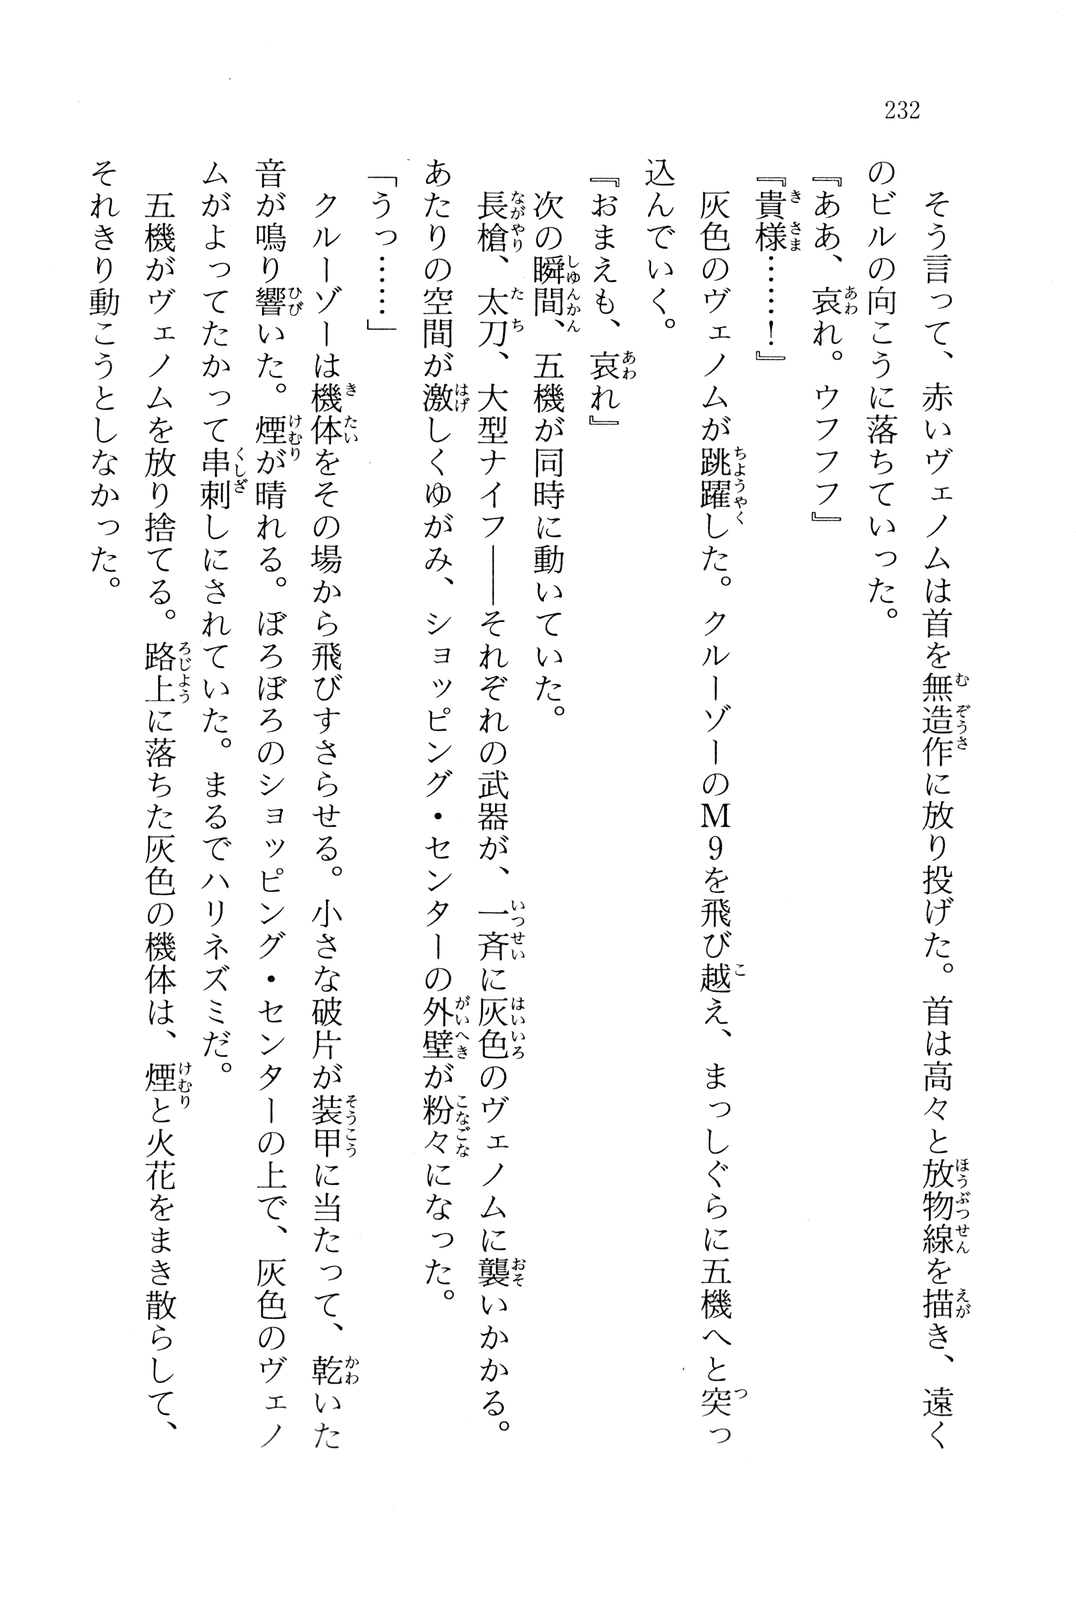 232
そう言って、赤いヴェノムは首を無造作に放り投げた。首は高々と放物線を描き、遠く
のビルの向こうに落ちていった。
『ああ、哀れ。ウフフフ』
『貴様……！』
灰色のヴェノムが跳躍した。クルーゾーのＭ９を飛び越え、まっしぐらに五機へと突っ
込んでいく。
『おまえも、哀れ』
次の瞬間、五機が同時に動いていた。
長槍、太刀、大型ナイフ――それぞれの武器が、一斉に灰色のヴェノムに襲いかかる。
あたりの空間が激しくゆがみ、ショッピング・センターの外壁が粉々になった。
「うっ……」
クルーゾーは機体をその場から飛びすさらせる。小さな破片が装甲に当たって、乾いた
音が鳴り響いた。煙が晴れる。ぼろぼろのショッピング・センターの上で、灰色のヴェノ
ムがよってたかって串刺しにされていた。まるでハリネズミだ。
五機がヴェノムを放り捨てる。路上に落ちた灰色の機体は、煙と火花をまき散らして、
それきり動こうとしなかった。